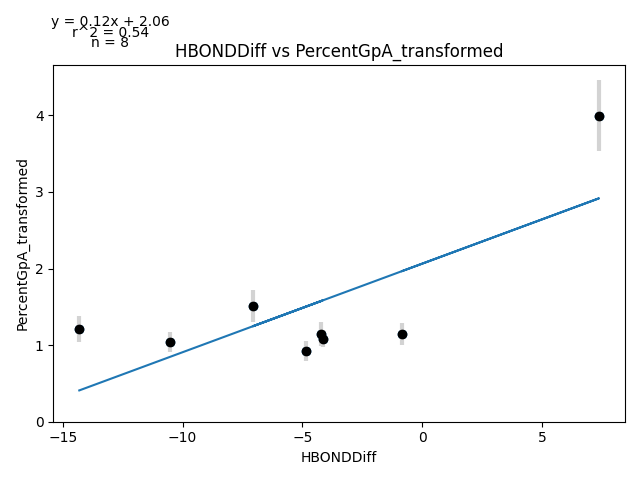 y = 0.12x + 2.06
r^2 = 0.54
n = 8
HBONDDiff vs PercentGpA_transformed
PercentGpA_transformed
4
3
2
1
0
−15
−10
−5
0
5
HBONDDiff